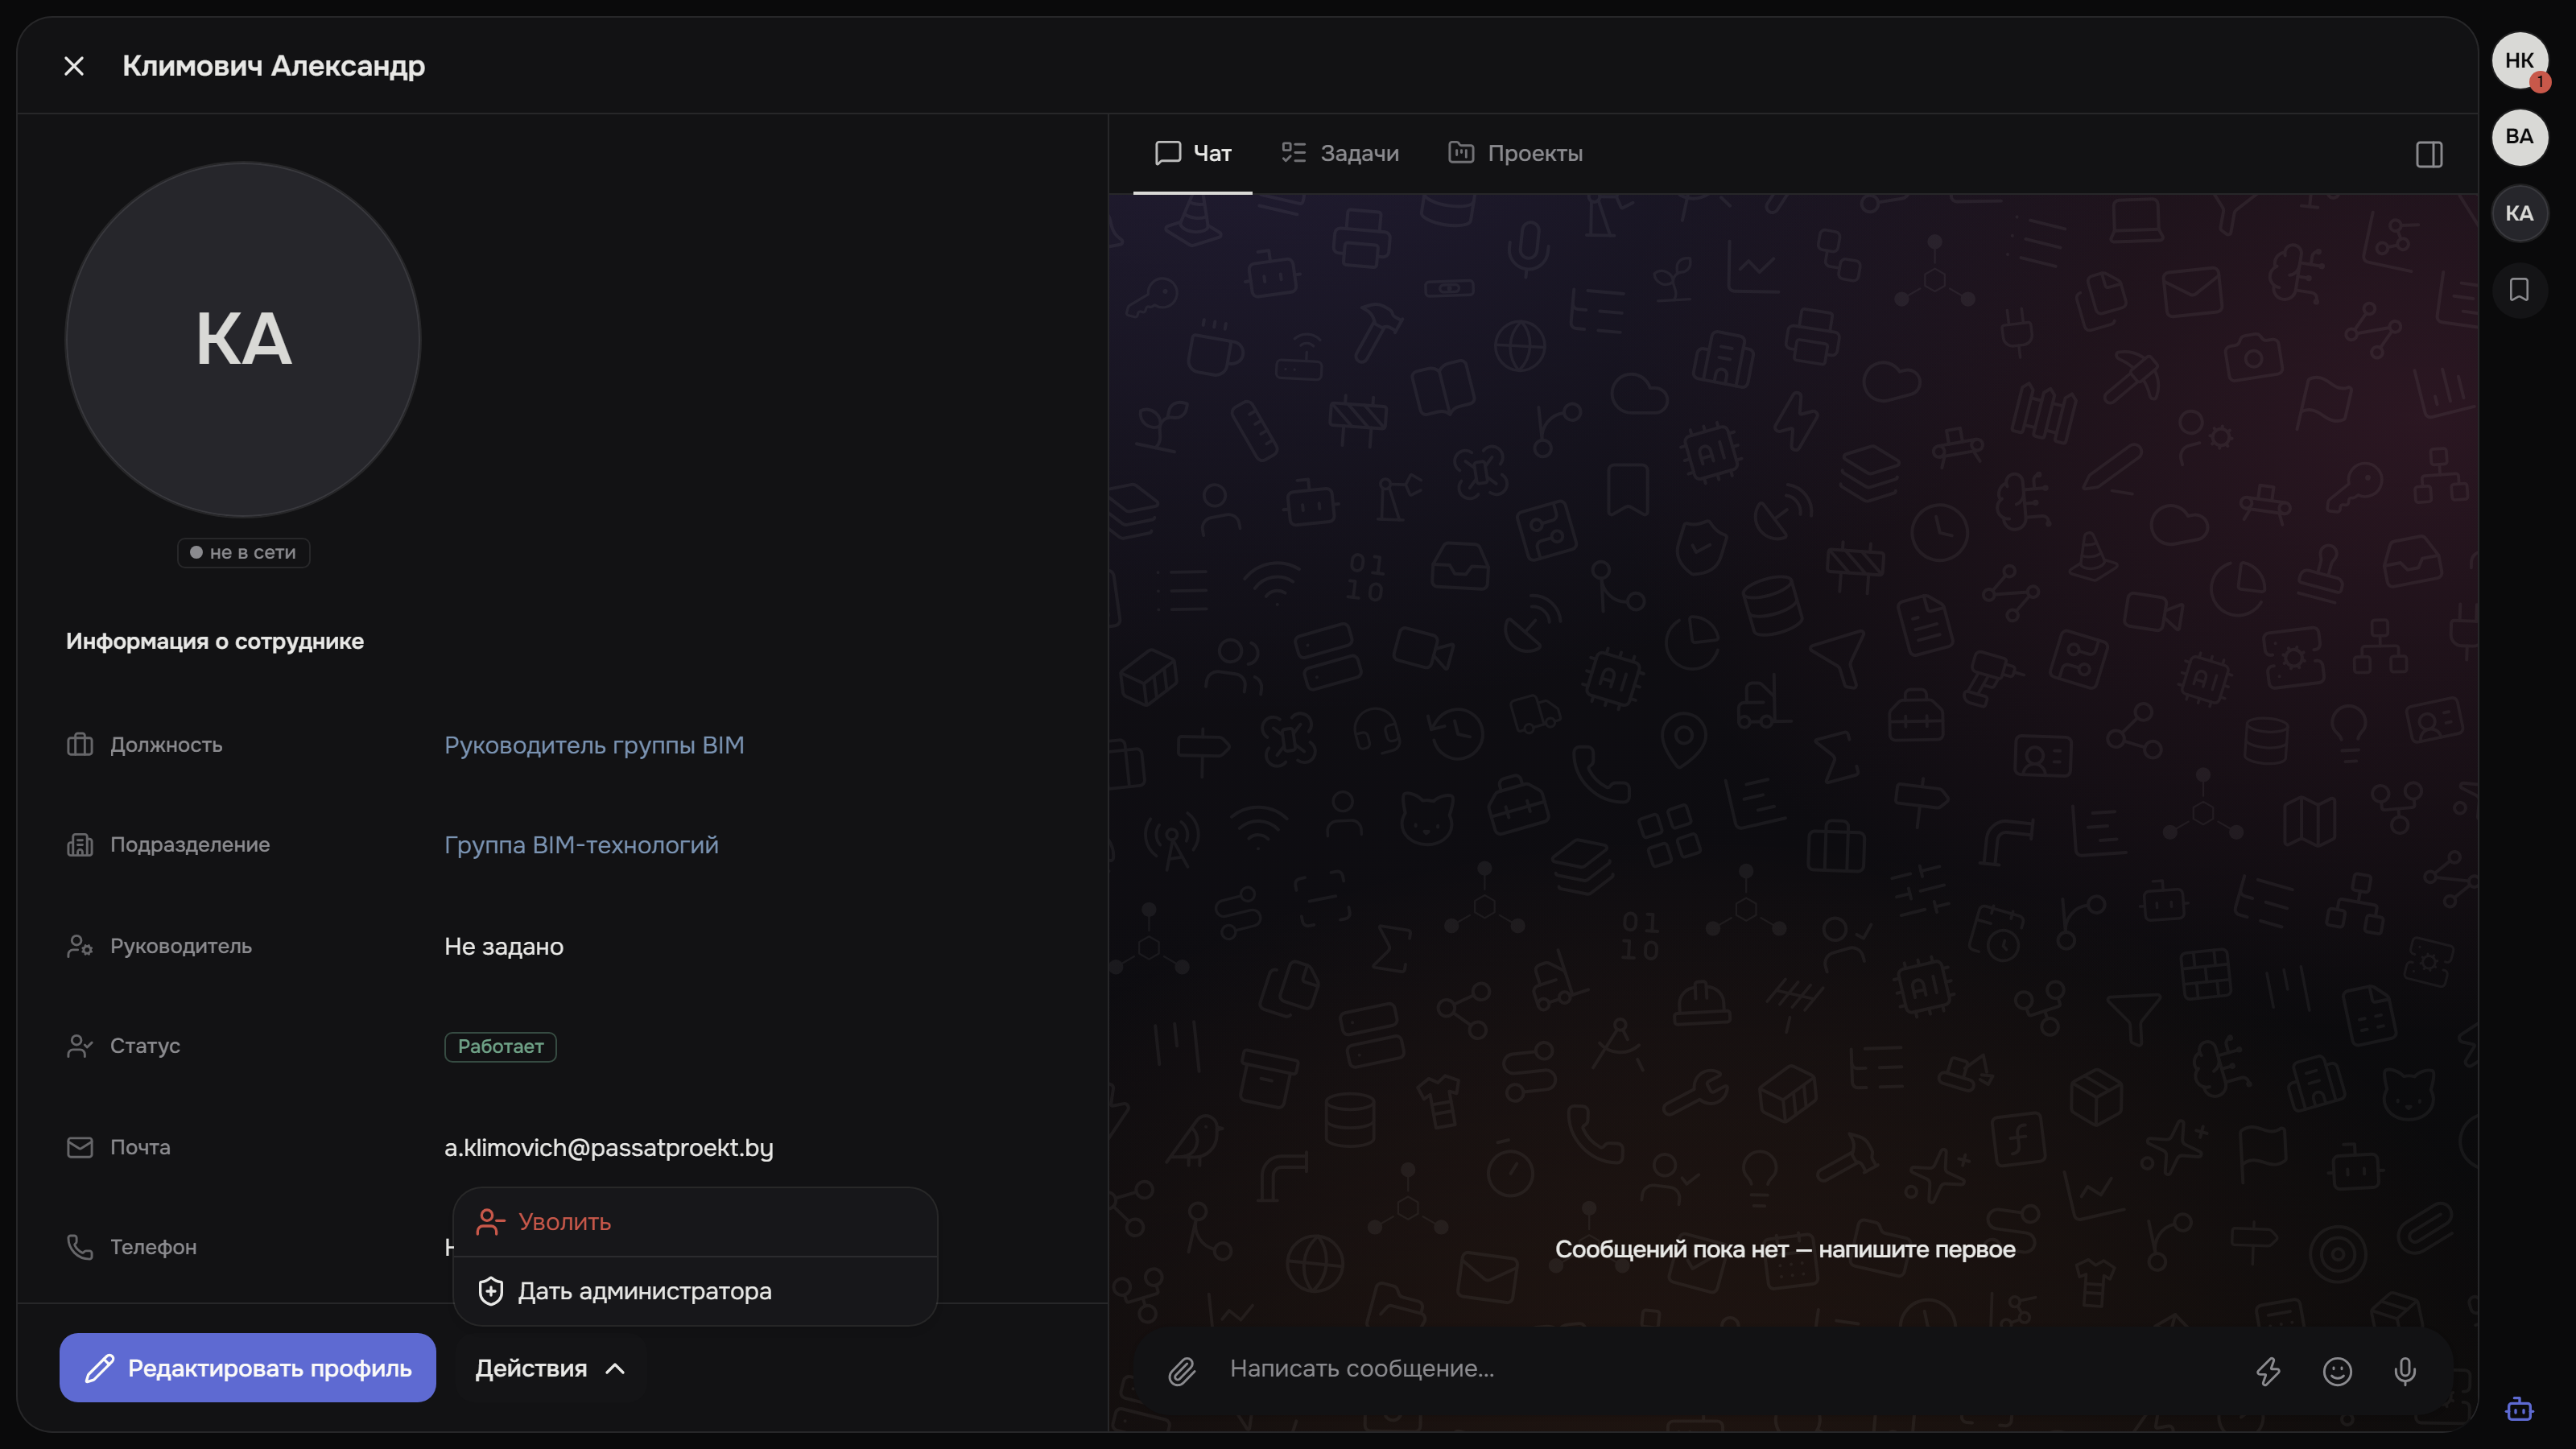 Климович Александр
НК
1
ВА
КА
Чат
Задачи
Проекты
КА
не в сети
Информация о сотруднике
Должность
Руководитель группы BIM
Подразделение
Группа BIM-технологий
Руководитель
Не задано
Статус
Работает
Почта
a.klimovich@passatproekt.by
Телефон
Уволить
Дать администратора
Редактировать профиль
Действия
Сообщений пока нет — напишите первое
Написать сообщение...